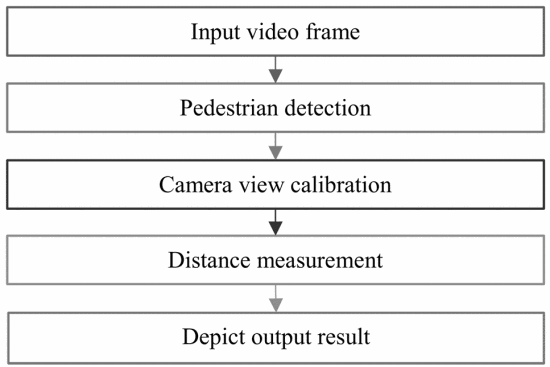 Input video frame
Pedestrian detection
Camera view calibration
Distance measurement
Depict output result